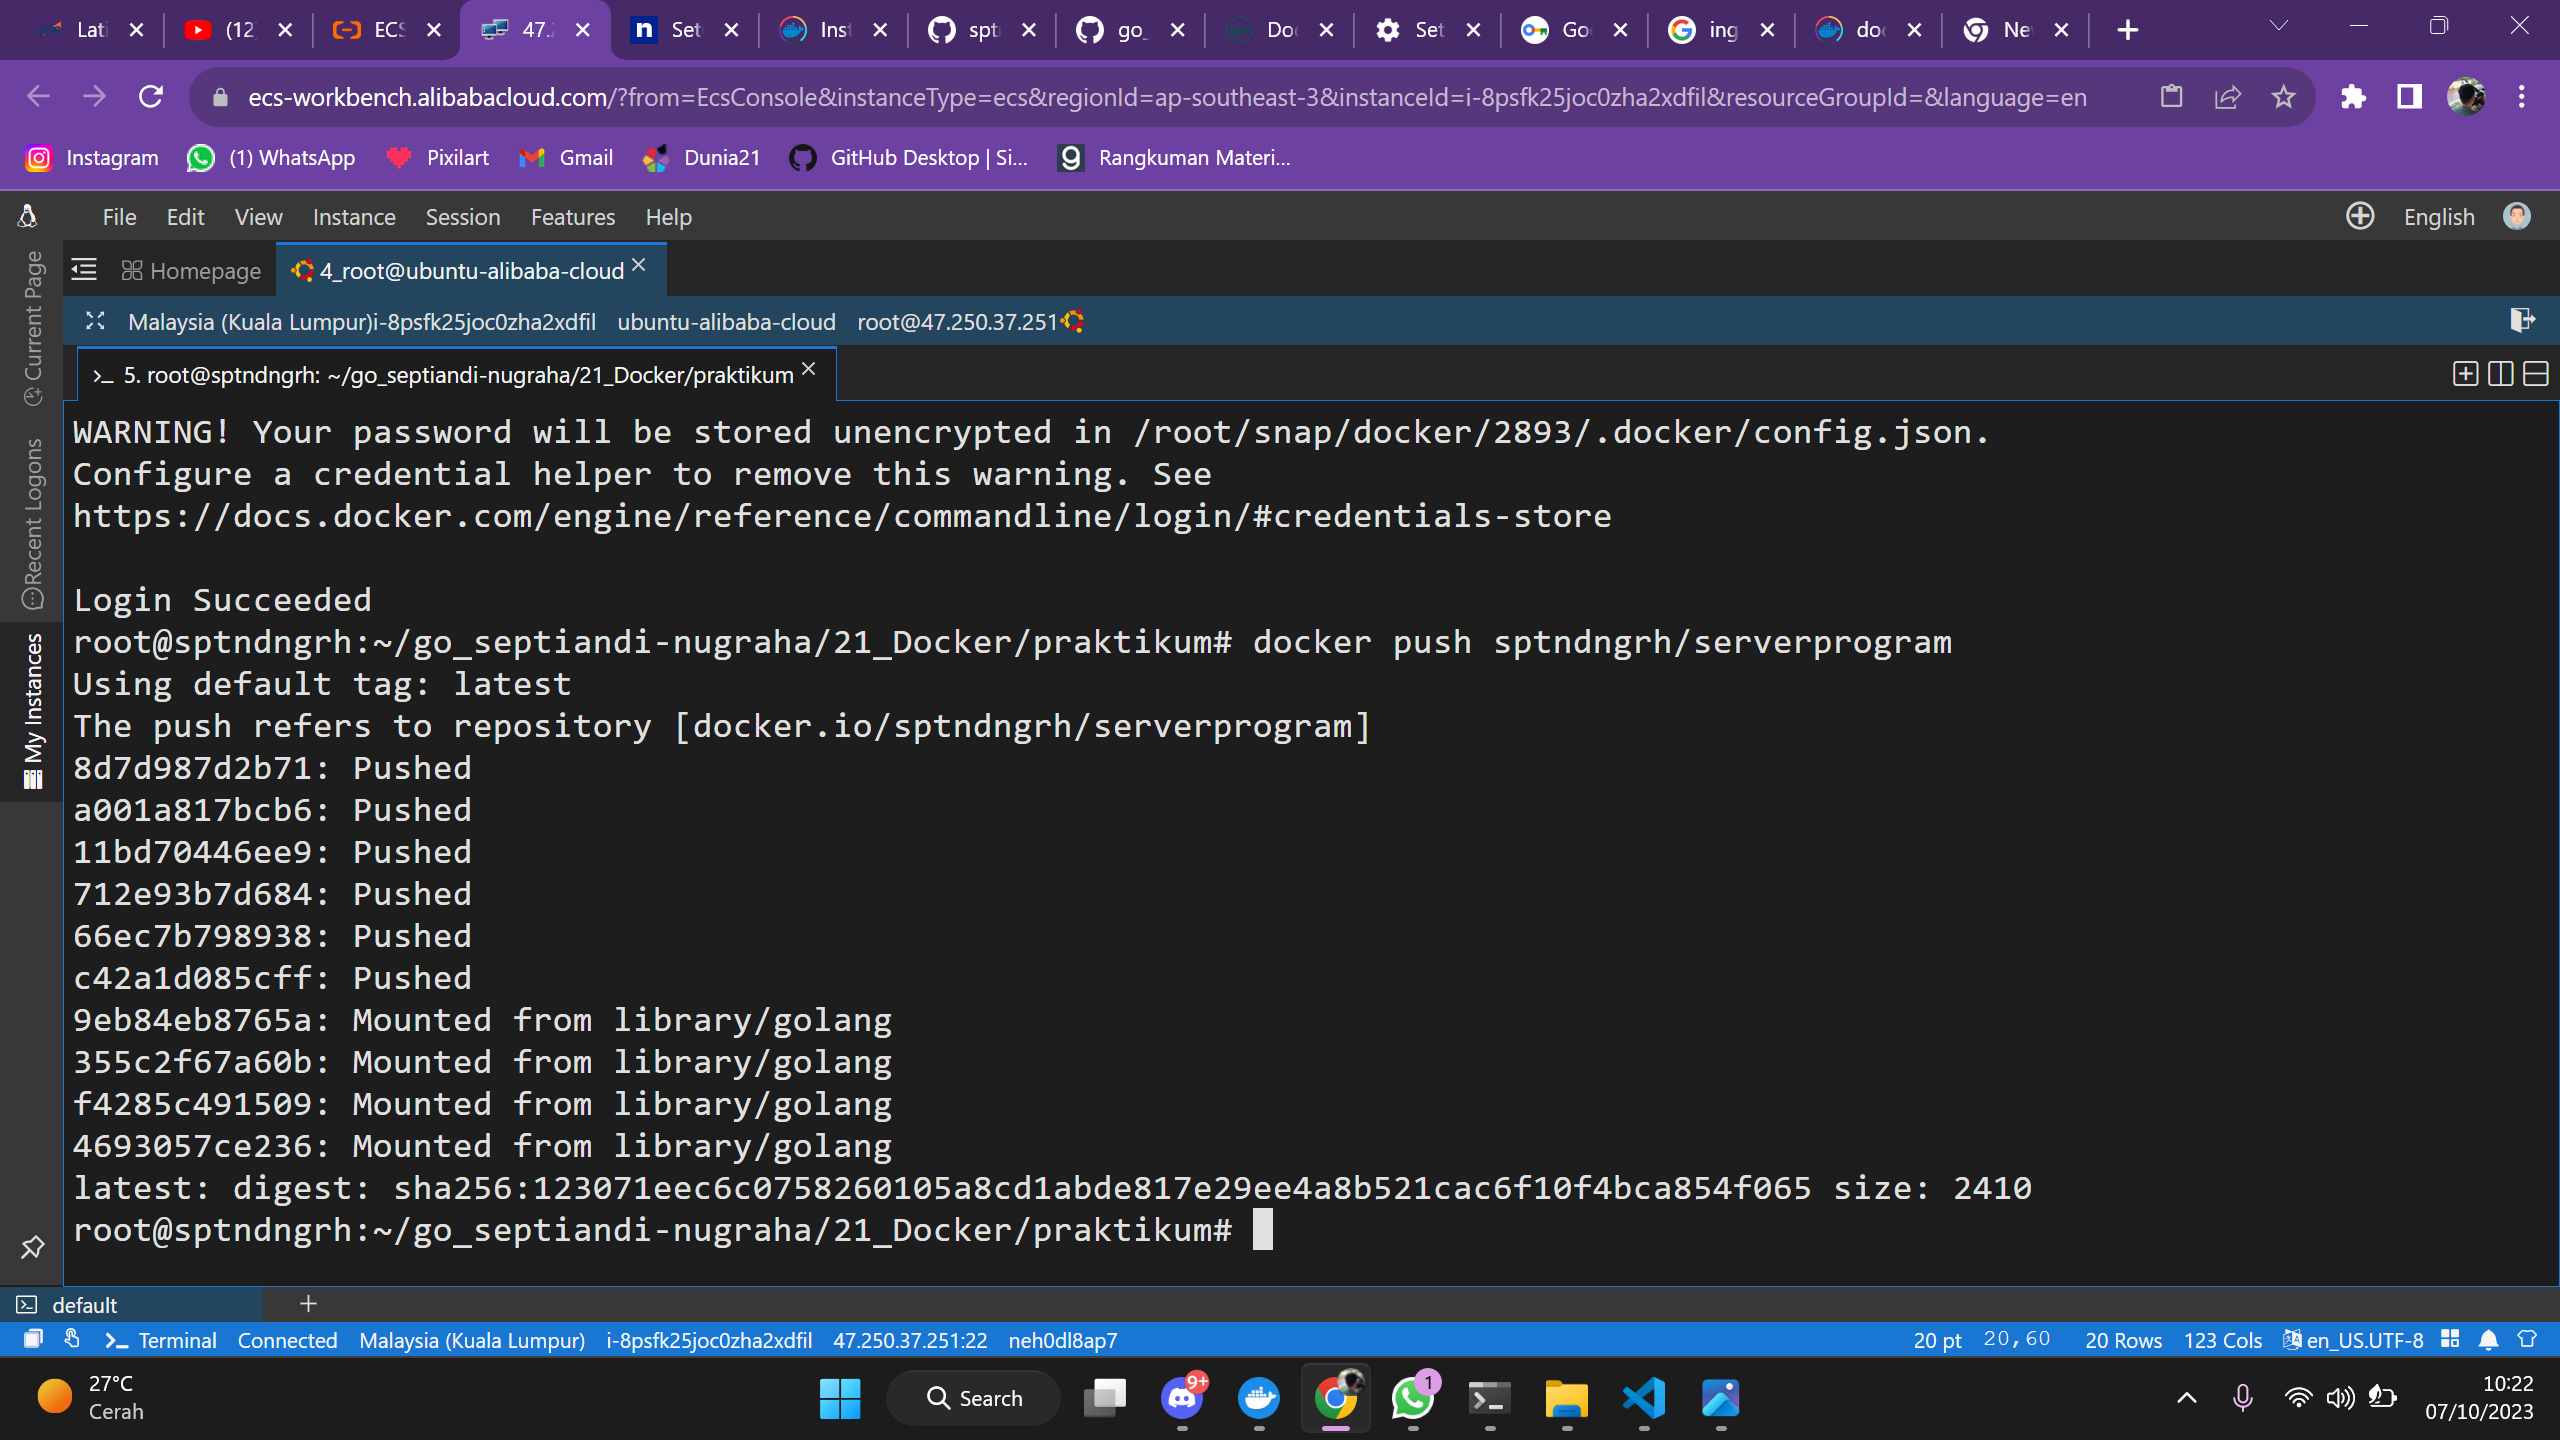 Lati
(12
ECS
47.
Set
Inst
spt
go_
Do
Set
Go
ing
do
Ne
ecs-workbench.alibabacloud.com/?from=EcsConsole&instanceType=ecs&regionId=ap-southeast-3&instanceId=i-8psfk25joc0zha2xdfil&resourceGroupId=&language=en
Instagram (1) WhatsApp Pixilart Gmail Dunia21 GitHub Desktop | Si... Rangkuman Materi...
File Edit View Instance Session Features Help English
Current Page
Recent Logons
My Instances
Homepage 4_root@ubuntu-alibaba-cloud
Malaysia (Kuala Lumpur)i-8psfk25joc0zha2xdfil ubuntu-alibaba-cloud root@47.250.37.251
5. root@sptndngrh: ~/go_septiandi-nugraha/21_Docker/praktikum
WARNING! Your password will be stored unencrypted in /root/snap/docker/2893/.docker/config.json.
Configure a credential helper to remove this warning. See
https://docs.docker.com/engine/reference/commandline/login/#credentials-store
Login Succeeded
root@sptndngrh:~/go_septiandi-nugraha/21_Docker/praktikum# docker push sptndngrh/serverprogram
Using default tag: latest
The push refers to repository [docker.io/sptndngrh/serverprogram]
8d7d987d2b71: Pushed
a001a817bcb6: Pushed
11bd70446ee9: Pushed
712e93b7d684: Pushed
66ec7b798938: Pushed
c42a1d085cff: Pushed
9eb84eb8765a: Mounted from library/golang
355c2f67a60b: Mounted from library/golang
f4285c491509: Mounted from library/golang
4693057ce236: Mounted from library/golang
latest: digest: sha256:123071eec6c0758260105a8cd1abde817e29ee4a8b521cac6f10f4bca854f065 size: 2410
root@sptndngrh:~/go_septiandi-nugraha/21_Docker/praktikum#
default
Terminal Connected Malaysia (Kuala Lumpur) i-8psfk25joc0zha2xdfil 47.250.37.251:22 neh0dl8ap7 20 pt 20,60 20 Rows 123 Cols en_US.UTF-8
27°C
Cerah
Search
9+
1
10:22
07/10/2023